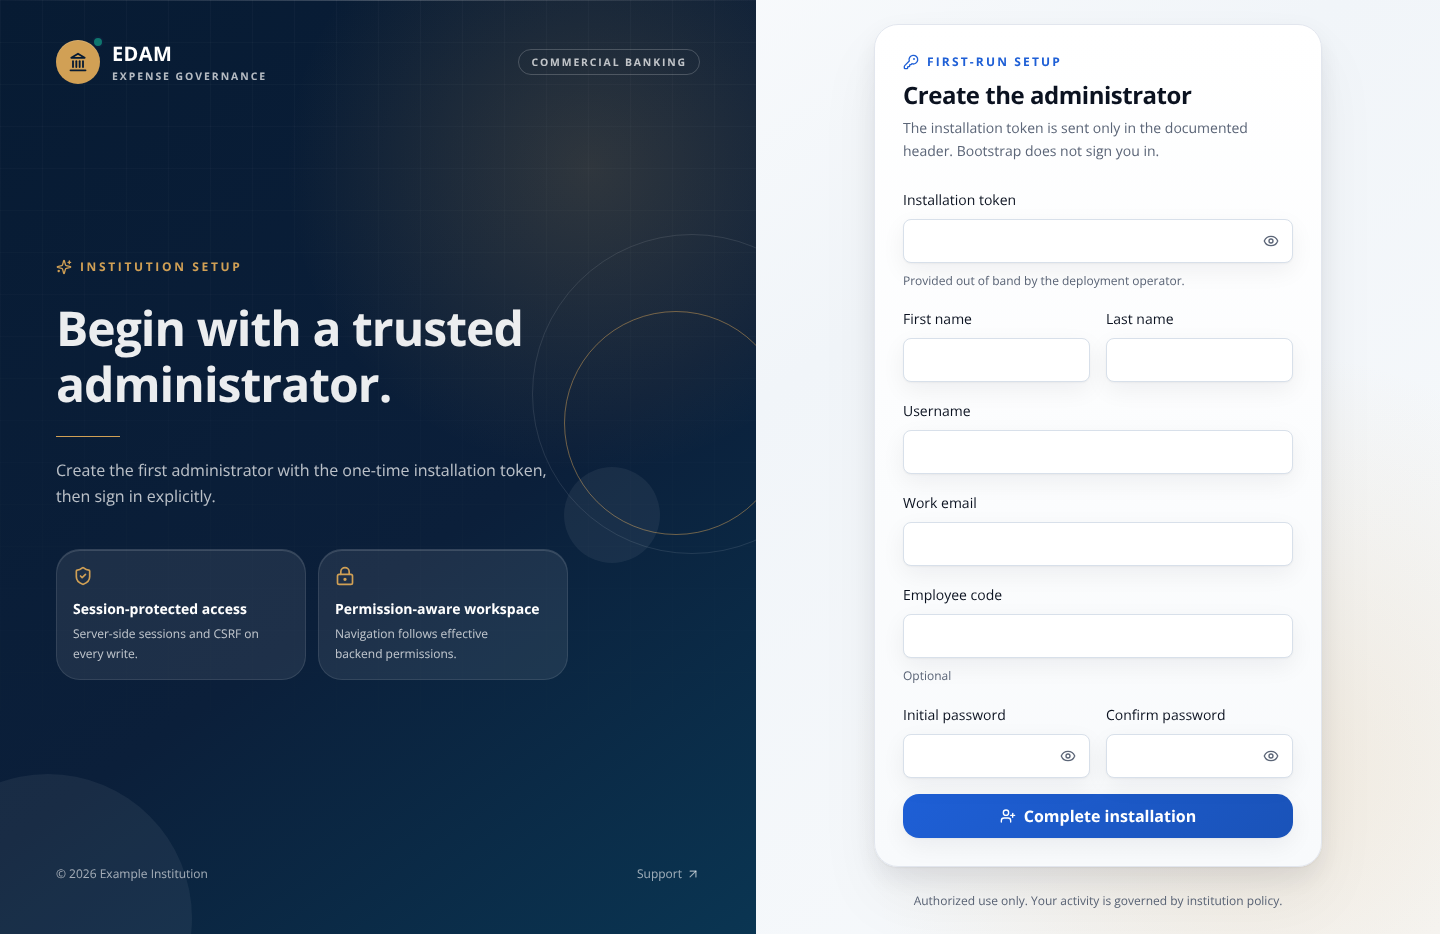 EDAM
EXPENSE GOVERNANCE
COMMERCIAL BANKING
INSTITUTION SETUP
Begin with a trusted
administrator.
Create the first administrator with the one-time installation token,
then sign in explicitly.
Session-protected access
Server-side sessions and CSRF on
every write.
Permission-aware workspace
Navigation follows effective
backend permissions.
© 2026 Example Institution
Support
FIRST-RUN SETUP
Create the administrator
The installation token is sent only in the documented
header. Bootstrap does not sign you in.
Installation token
Provided out of band by the deployment operator.
First name
Last name
Username
Work email
Employee code
Optional
Initial password
Confirm password
Complete installation
Authorized use only. Your activity is governed by institution policy.